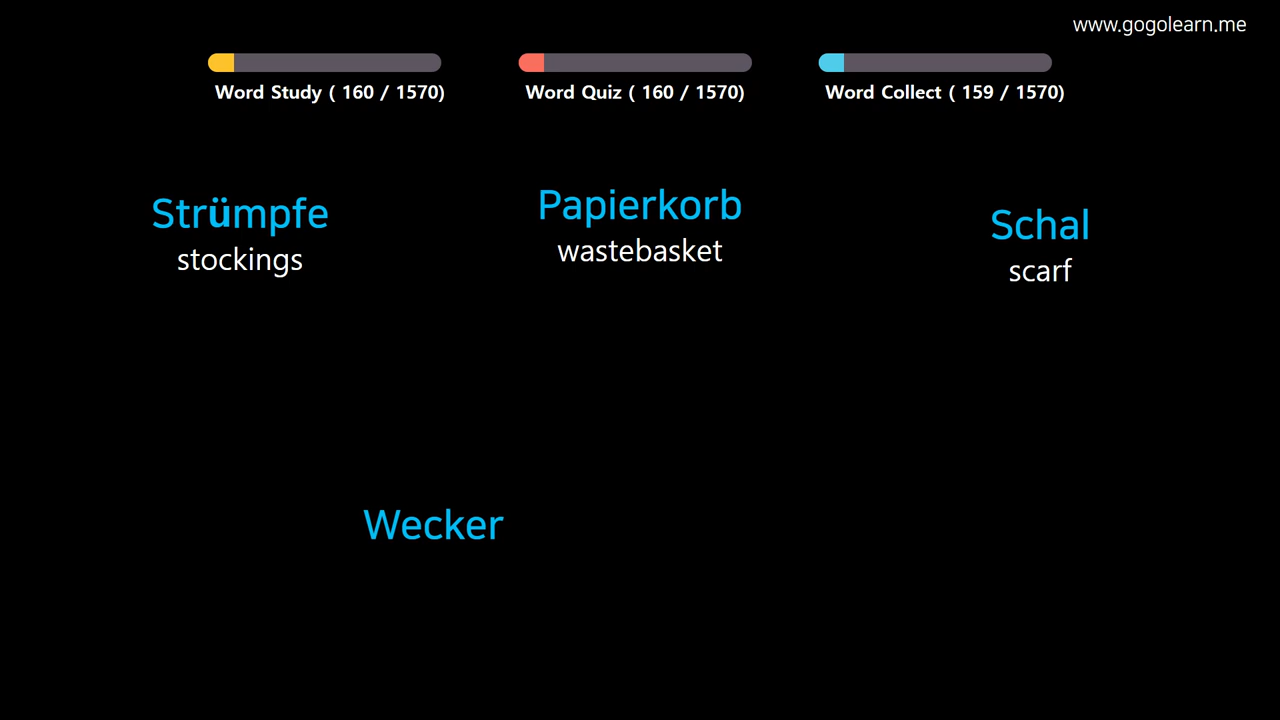 www.gogolearn.me
Word Study ( 160 / 1570)
Word Quiz ( 160 / 1570)
Word Collect ( 159 / 1570)
Strümpfe
stockings
Papierkorb
wastebasket
Schal
scarf
Wecker